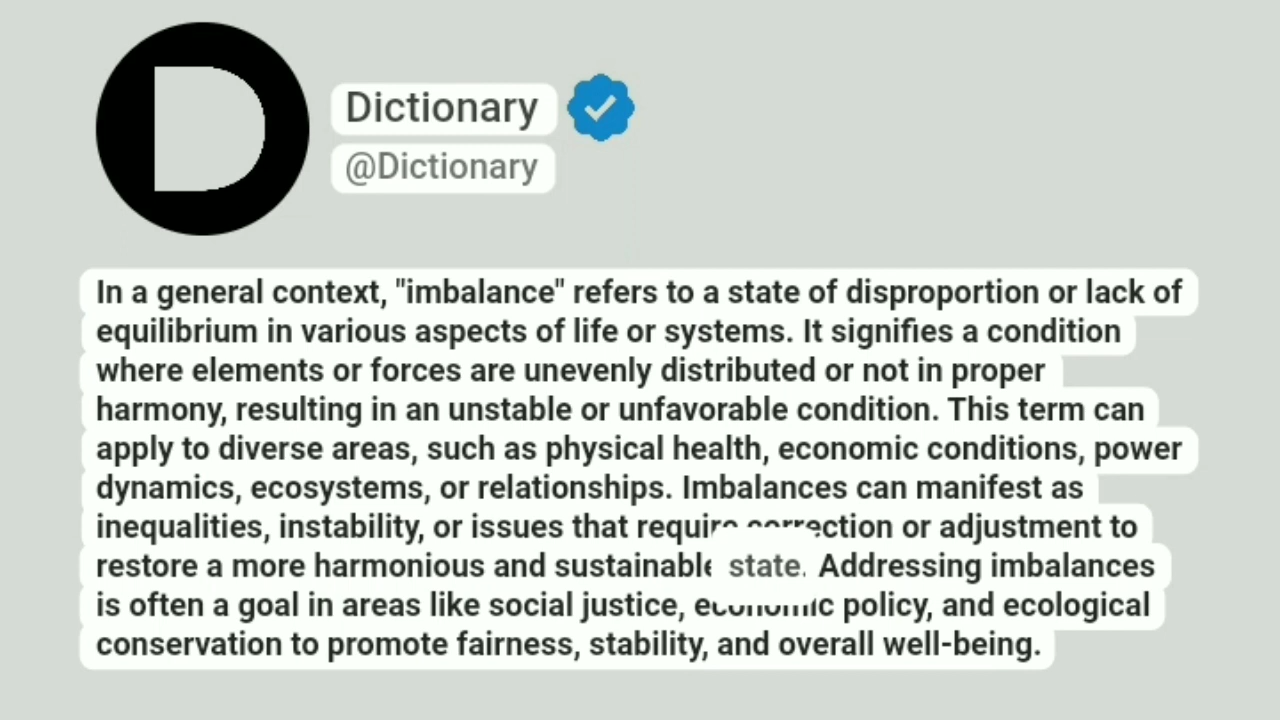 Dictionary
@Dictionary
In a general context, "imbalance" refers to a state of disproportion or lack of
equilibrium in various aspects of life or systems. It signifies a condition
where elements or forces are unevenly distributed or not in proper
harmony, resulting in an unstable or unfavorable condition. This term can
apply to diverse areas, such as physical health, economic conditions, power
dynamics, ecosystems, or relationships. Imbalances can manifest as
inequalities, instability, or issues that require correction or adjustment to
restore a more harmonious and sustainable state. Addressing imbalances
is often a goal in areas like social justice, economic policy, and ecological
conservation to promote fairness, stability, and overall well-being.